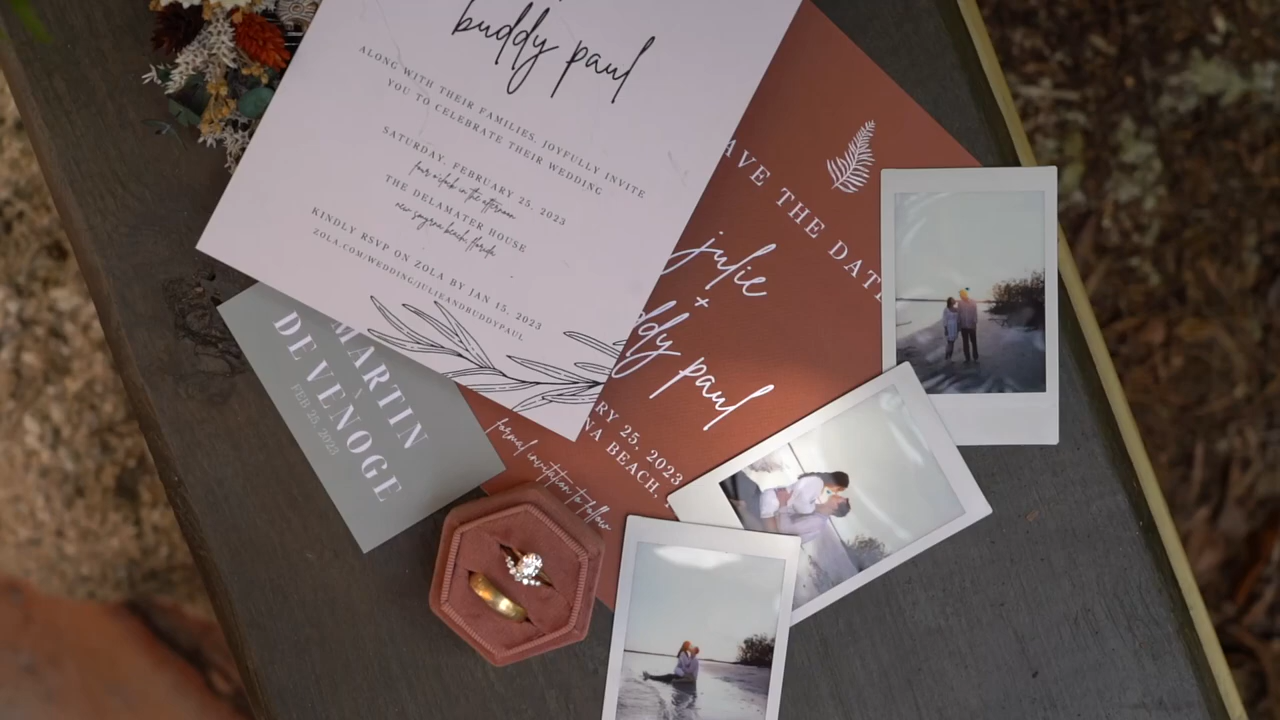 buddy paul
ALONG WITH THEIR FAMILIES, JOYFULLY INVITE
YOU TO CELEBRATE THEIR WEDDING
SATURDAY, FEBRUARY 25, 2023
four o'clock in the afternoon
THE DELAMATER HOUSE
new smyrna beach, florida
KINDLY RSVP ON ZOLA BY JAN 15, 2023
ZOLA.COM/WEDDING/JULIEANDBUDDYPAUL
AVE THE DATE
julie
+
ddy paul
RY 25, 2023
NA BEACH,
formal invitation to follow
MARTIN
\
DE VENOGE
FEB 25, 2023